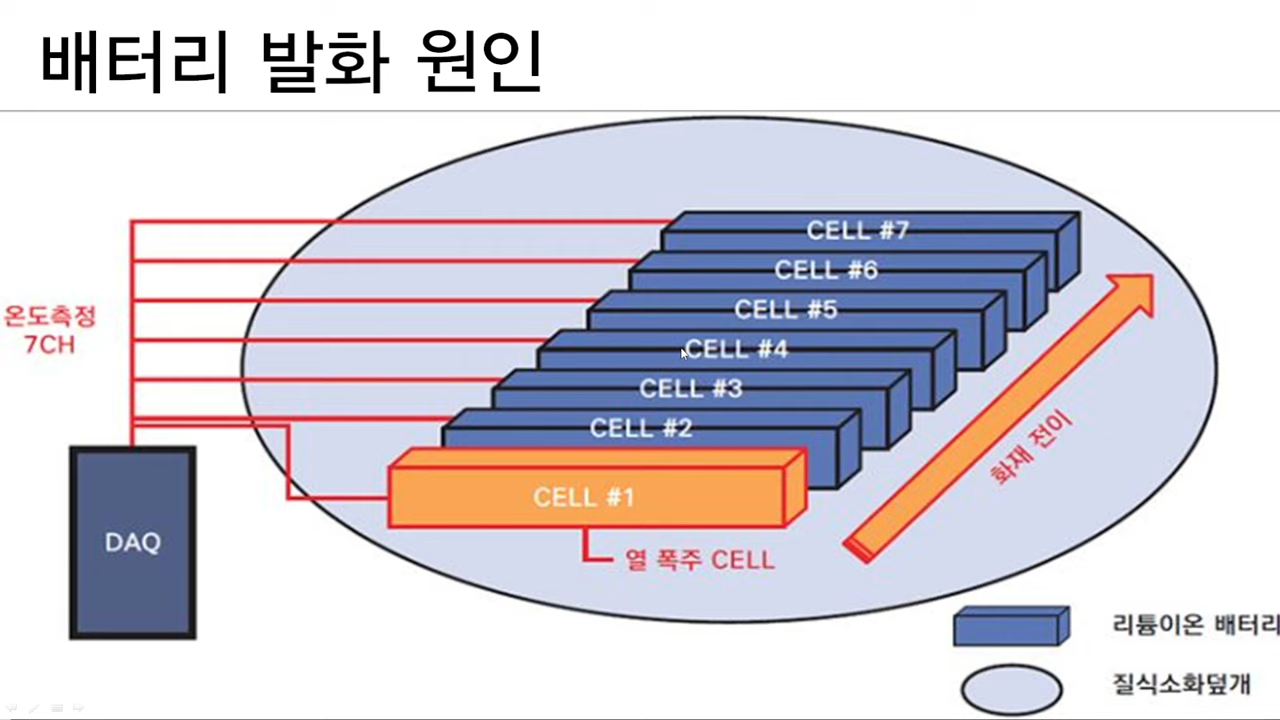 배터리 발화 원인
CELL #7
CELL #6
CELL #5
CELL #4
CELL #3
CELL #2
CELL #1
온도측정
7CH
DAQ
열 폭주 CELL
화재 전이
리튬이온 배터리
질식소화덮개